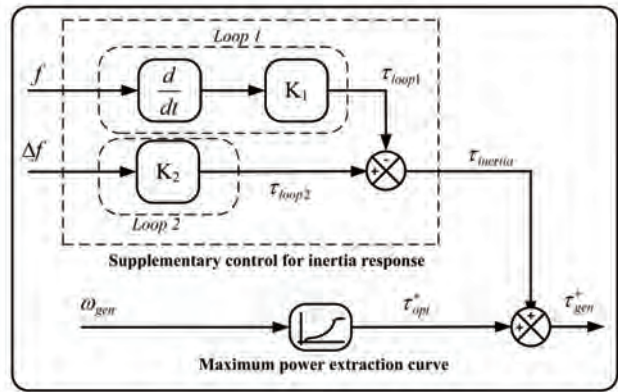 Loop 1
f
d
dt
K1
τloop1
-
Δf
K2
+
τinertia
τloop2
Loop 2
Supplementary control for inertia response
ωgen
τ*opt
+
+
τ+gen
Maximum power extraction curve